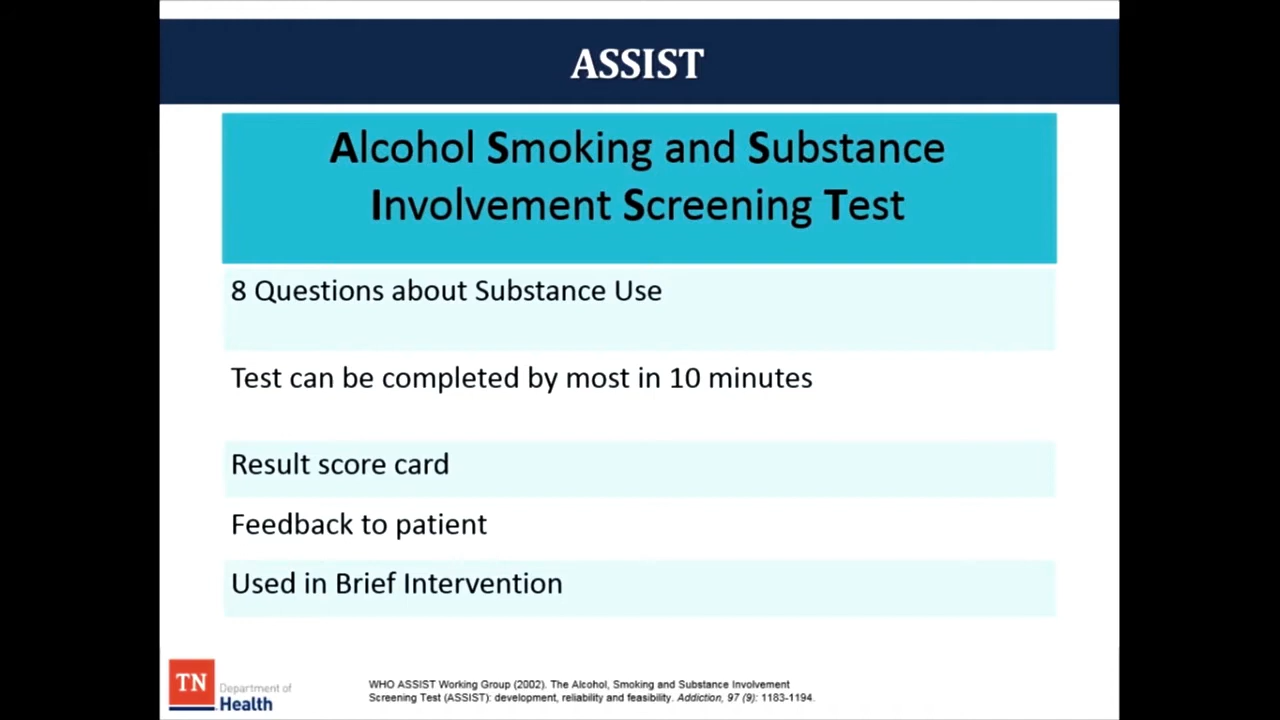 ASSIST
Alcohol Smoking and Substance
Involvement Screening Test
8 Questions about Substance Use
Test can be completed by most in 10 minutes
Result score card
Feedback to patient
Used in Brief Intervention
TN
Department of
Health
WHO ASSIST Working Group (2002). The Alcohol, Smoking and Substance Involvement
Screening Test (ASSIST): development, reliability and feasibility. Addiction, 97 (9): 1183-1194.